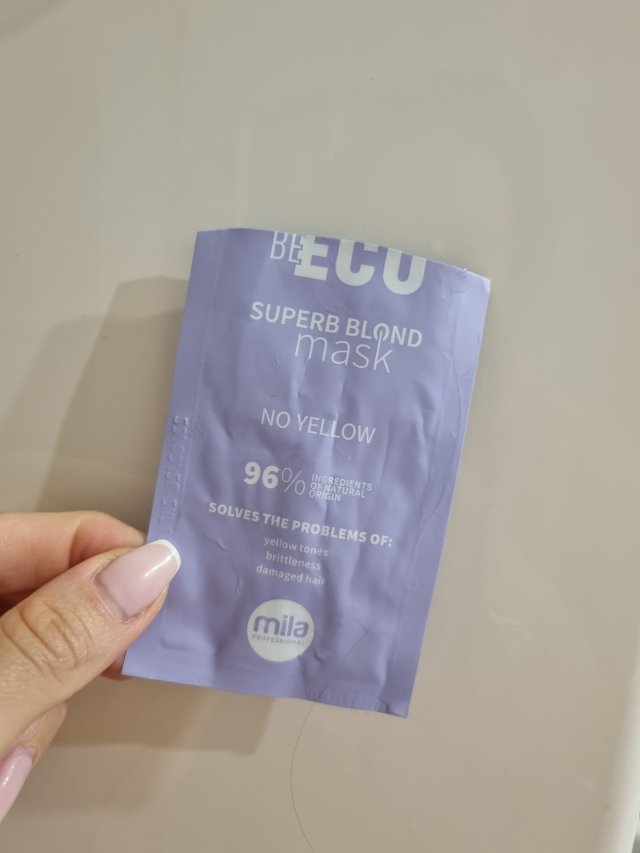 BE ECO
SUPERB BLOND
mask
NO YELLOW
96% INGREDIENTS
OF NATURAL
ORIGIN
SOLVES THE PROBLEMS OF:
yellow tones
brittleness
damaged hair
mila
PROFESSIONAL